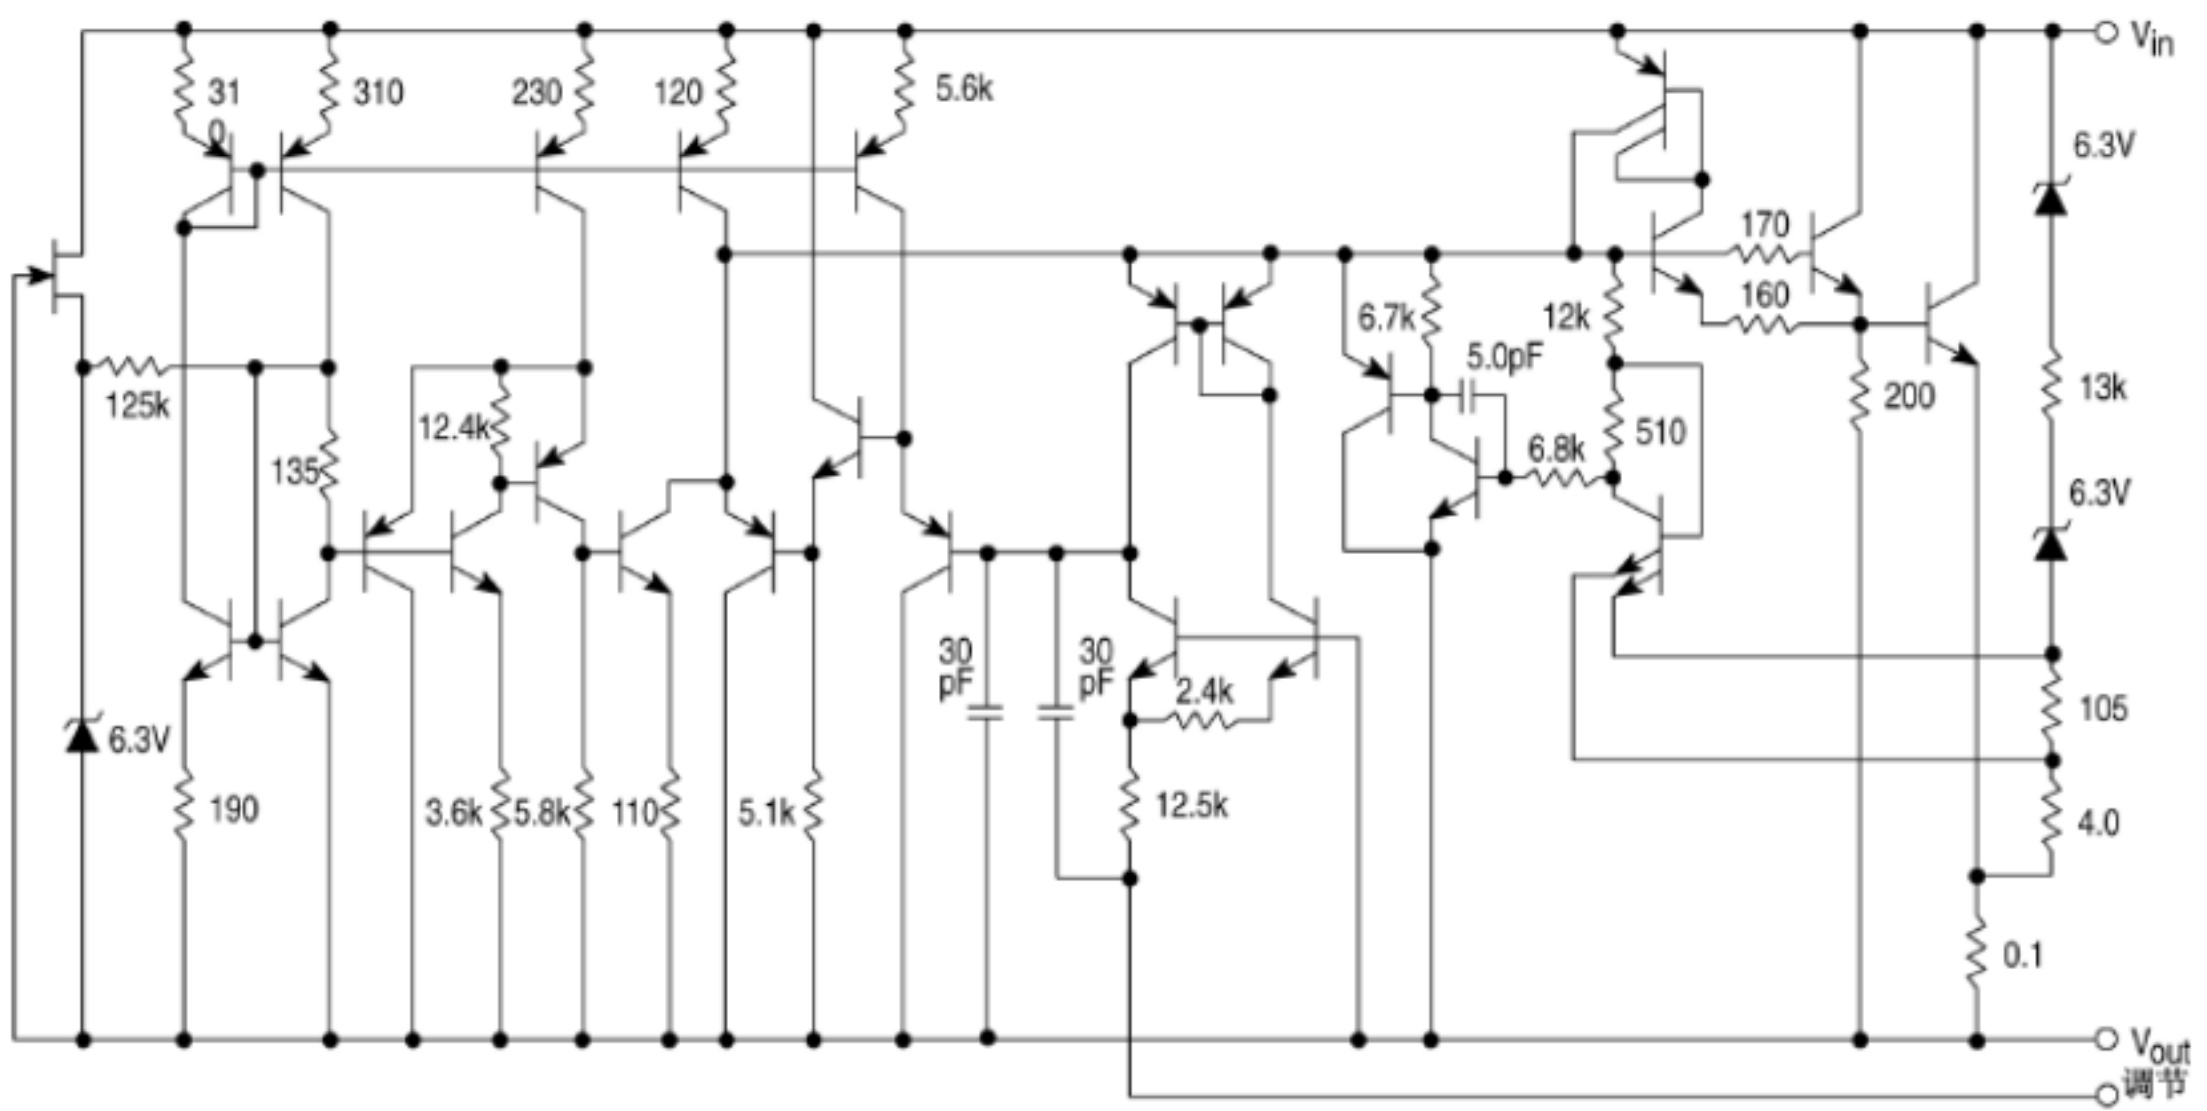 Vin
31
0
310
230
120
5.6k
6.3V
170
160
6.7k
12k
5.0pF
125k
12.4k
13k
200
510
6.8k
135
6.3V
30
pF
30
pF
2.4k
105
6.3V
190
3.6k
5.8k
110
5.1k
12.5k
4.0
0.1
Vout
调节